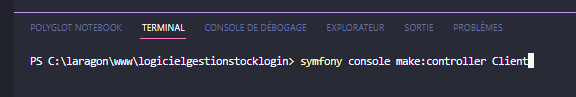 POLYGLOT NOTEBOOK TERMINAL CONSOLE DE DÉBOGAGE EXPLORATEUR SORTIE PROBLÈMES
PS C:\laragon\www\logicielgestionstocklogin> symfony console make:controller Client